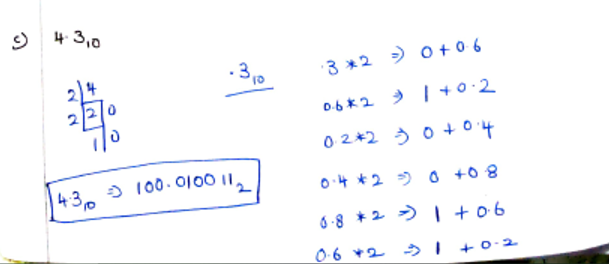 c) 4.3₁₀
2 4
2 2 0
1 0
4.3₁₀ ⇒ 100.010011₂
.3₁₀
.3 * 2 ⇒ 0 + 0.6
0.6 * 2 ⇒ 1 + 0.2
0.2 * 2 ⇒ 0 + 0.4
0.4 * 2 ⇒ 0 + 0.8
0.8 * 2 ⇒ 1 + 0.6
0.6 * 2 ⇒ 1 + 0.2